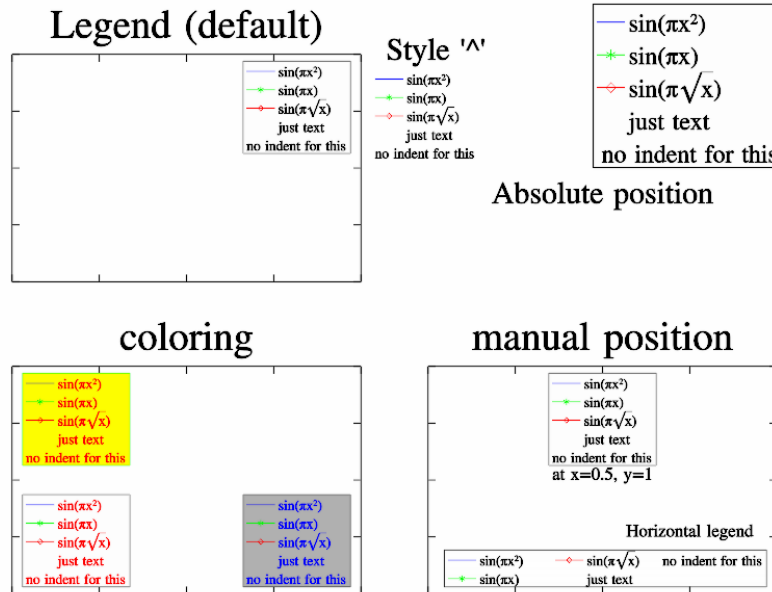 Legend (default)
sin(πx²)
sin(πx)
sin(π√x)
just text
no indent for this
Style '^'
sin(πx²)
sin(πx)
sin(π√x)
just text
no indent for this
sin(πx²)
sin(πx)
sin(π√x)
just text
no indent for this
Absolute position
coloring
sin(πx²)
sin(πx)
sin(π√x)
just text
no indent for this
sin(πx²)
sin(πx)
sin(π√x)
just text
no indent for this
sin(πx²)
sin(πx)
sin(π√x)
just text
no indent for this
manual position
sin(πx²)
sin(πx)
sin(π√x)
just text
no indent for this
at x=0.5, y=1
Horizontal legend
sin(πx²) sin(π√x) no indent for this
sin(πx) just text